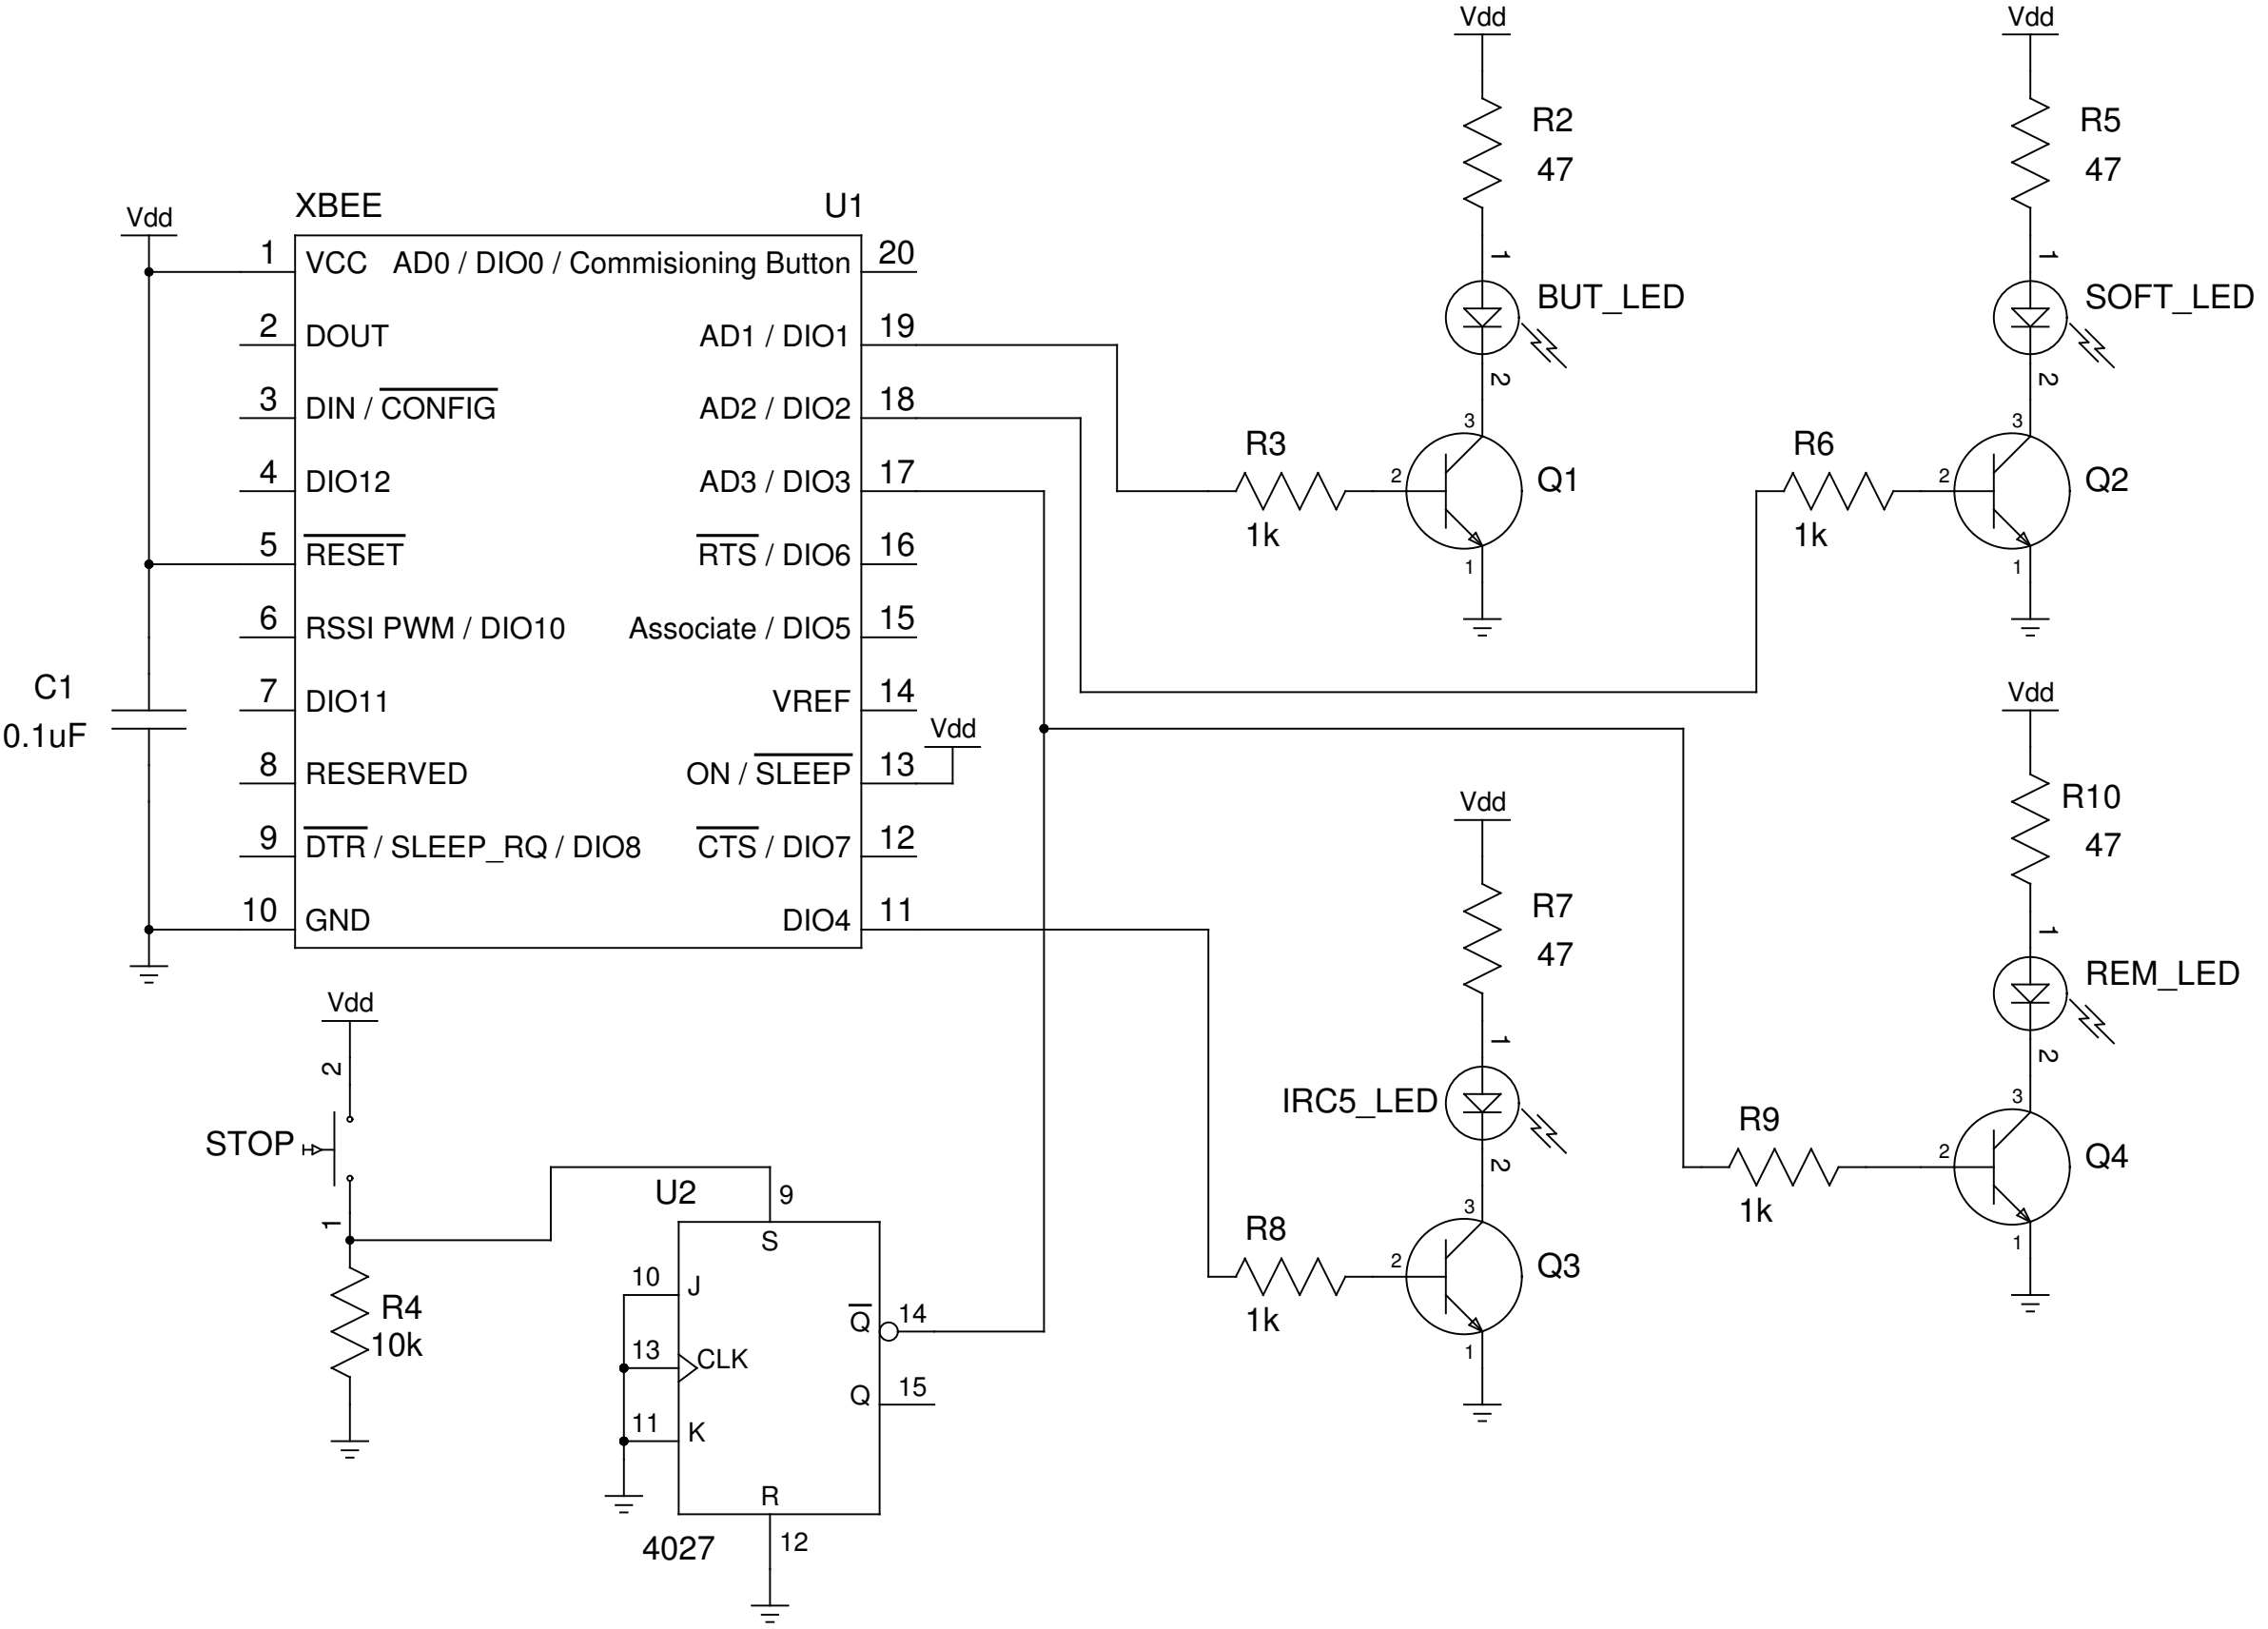 Vdd
Vdd
R2
47
R5
47
XBEE
U1
Vdd
1
VCC
AD0 / DIO0 / Commisioning Button
20
2
DOUT
AD1 / DIO1
19
3
DIN / CONFIG
AD2 / DIO2
18
4
DIO12
AD3 / DIO3
17
5
RESET
RTS / DIO6
16
6
RSSI PWM / DIO10
Associate / DIO5
15
7
DIO11
VREF
14
8
RESERVED
ON / SLEEP
13
Vdd
9
DTR / SLEEP_RQ / DIO8
CTS / DIO7
12
10
GND
DIO4
11
C1
0.1uF
1
BUT_LED
2
3
R3
2
Q1
1k
1
1
SOFT_LED
2
3
R6
2
Q2
1k
1
Vdd
R10
47
1
REM_LED
2
3
R9
2
Q4
1k
1
Vdd
R7
47
1
IRC5_LED
2
3
R8
2
Q3
1k
1
Vdd
2
STOP
1
R4
10k
U2
9
S
10
J
Q
14
13
CLK
Q
15
11
K
R
4027
12